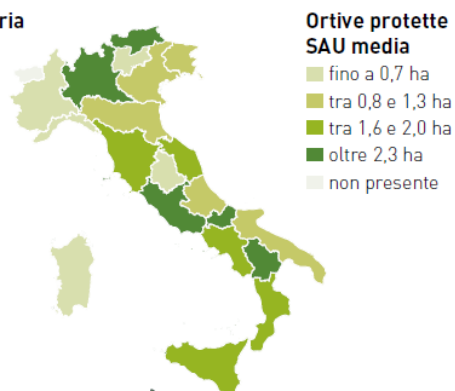 ria
Ortive protette
SAU media
fino a 0,7 ha
tra 0,8 e 1,3 ha
tra 1,6 e 2,0 ha
oltre 2,3 ha
non presente